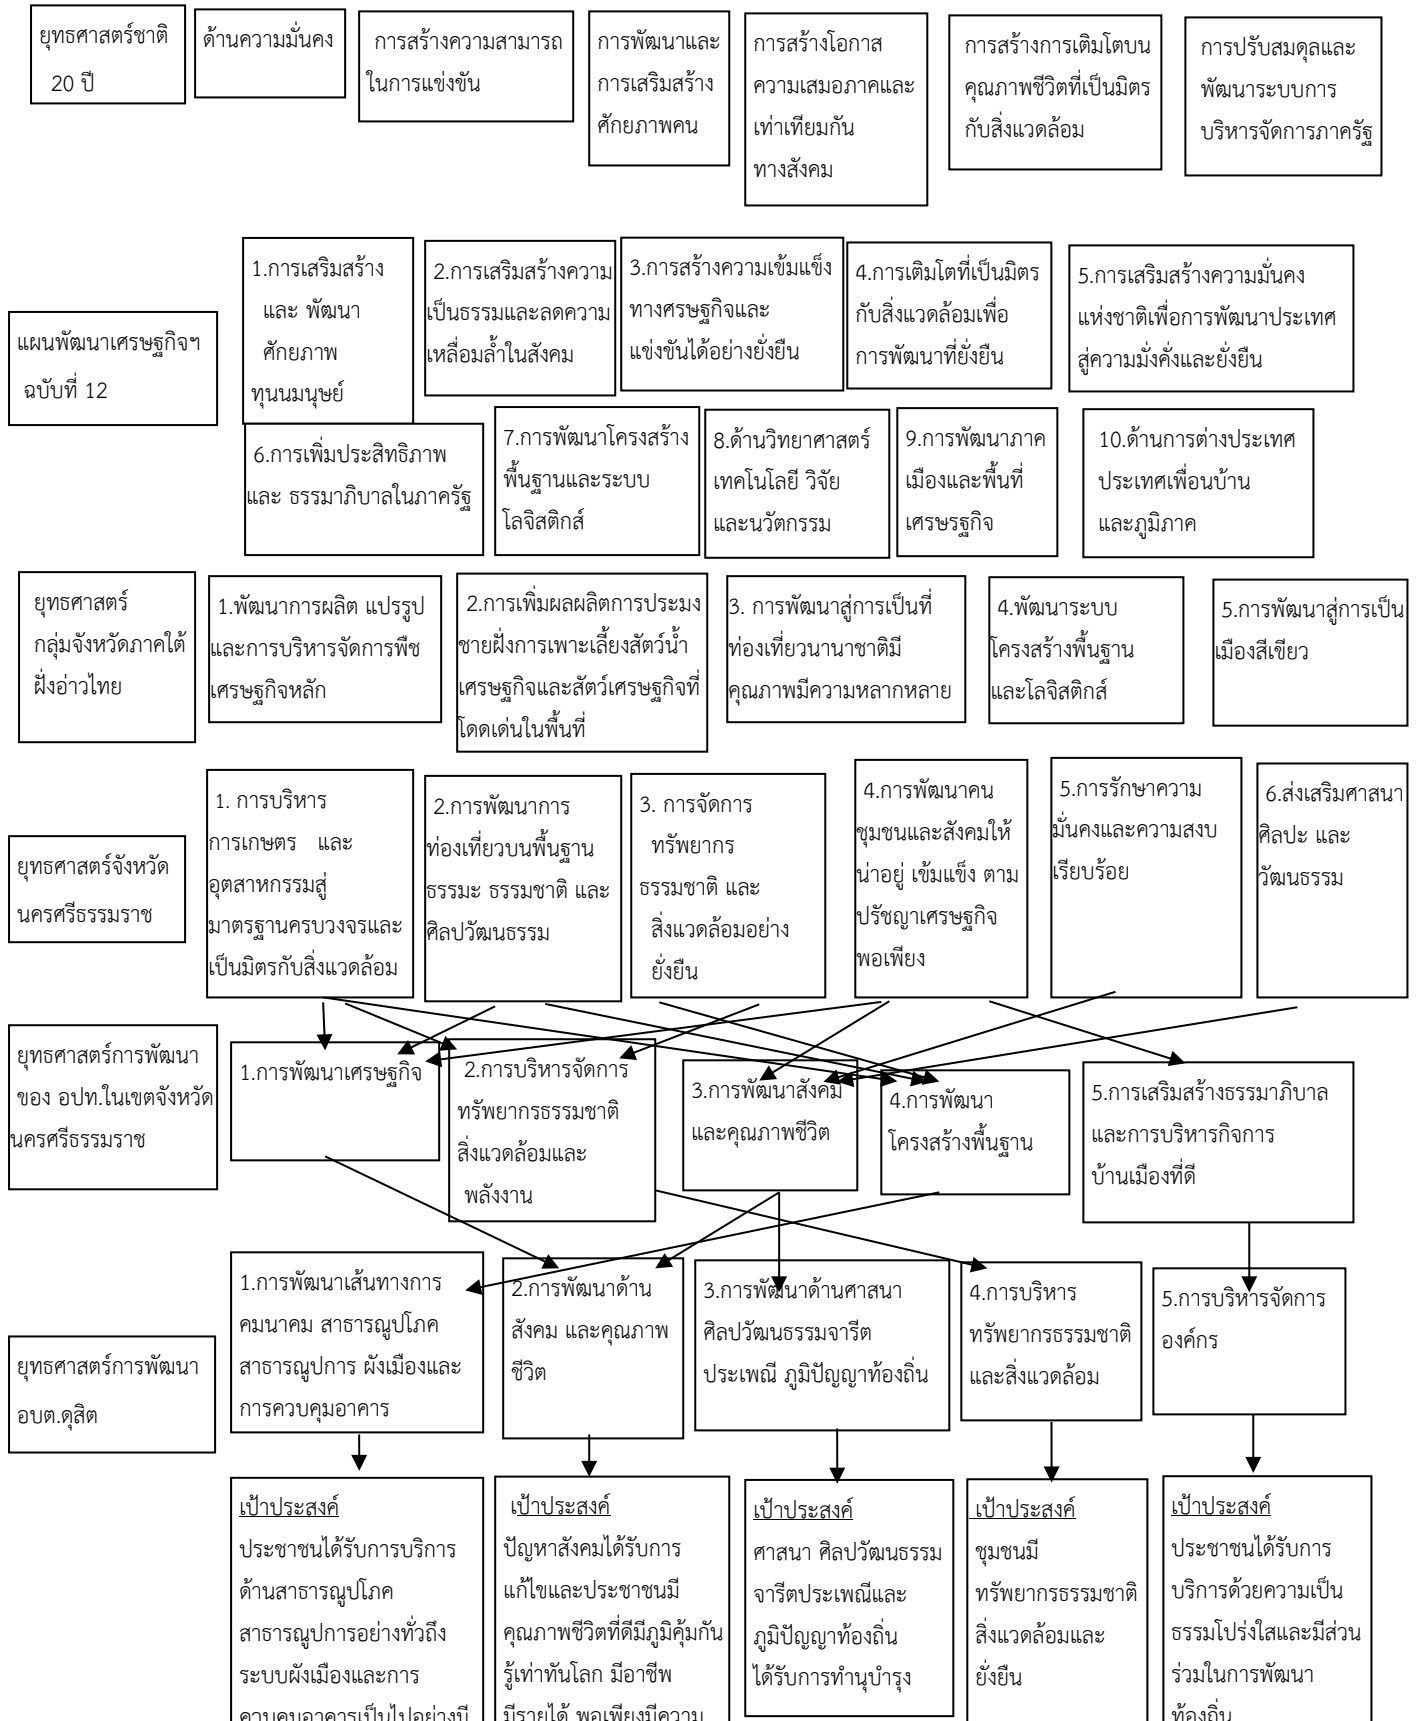 ยุทธศาสตร์ชาติ
20 ปี
ด้านความมั่นคง
การสร้างความสามารถ
ในการแข่งขัน
การพัฒนาและ
การเสริมสร้าง
ศักยภาพคน
การสร้างโอกาส
ความเสมอภาคและ
เท่าเทียมกัน
ทางสังคม
การสร้างการเติมโตบน
คุณภาพชีวิตที่เป็นมิตร
กับสิ่งแวดล้อม
การปรับสมดุลและ
พัฒนาระบบการ
บริหารจัดการภาครัฐ
แผนพัฒนาเศรษฐกิจฯ
ฉบับที่ 12
1.การเสริมสร้าง
และ พัฒนา
ศักยภาพ
ทุนนมนุษย์
2.การเสริมสร้างความ
เป็นธรรมและลดความ
เหลื่อมล้ำในสังคม
3.การสร้างความเข้มแข็ง
ทางศรษฐกิจและ
แข่งขันได้อย่างยั่งยืน
4.การเติมโตที่เป็นมิตร
กับสิ่งแวดล้อมเพื่อ
การพัฒนาที่ยั่งยืน
5.การเสริมสร้างความมั่นคง
แห่งชาติเพื่อการพัฒนาประเทศ
สู่ความมั่งคั่งและยั่งยืน
6.การเพิ่มประสิทธิภาพ
และ ธรรมาภิบาลในภาครัฐ
7.การพัฒนาโครงสร้าง
พื้นฐานและระบบ
โลจิสติกส์
8.ด้านวิทยาศาสตร์
เทคโนโลยี วิจัย
และนวัตกรรม
9.การพัฒนาภาค
เมืองและพื้นที่
เศรษรฐกิจ
10.ด้านการต่างประเทศ
ประเทศเพื่อนบ้าน
และภูมิภาค
ยุทธศาสตร์
กลุ่มจังหวัดภาคใต้
ฝั่งอ่าวไทย
1.พัฒนาการผลิต แปรรูป
และการบริหารจัดการพืช
เศรษฐกิจหลัก
2.การเพิ่มผลผลิตการประมง
ชายฝั่งการเพาะเลี้ยงสัตว์น้ำ
เศรษฐกิจและสัตว์เศรษฐกิจที่
โดดเด่นในพื้นที่
3. การพัฒนาสู่การเป็นที่
ท่องเที่ยวนานาชาติมี
คุณภาพมีความหลากหลาย
4.พัฒนาระบบ
โครงสร้างพื้นฐาน
และโลจิสติกส์
5.การพัฒนาสู่การเป็น
เมืองสีเขียว
ยุทธศาสตร์จังหวัด
นครศรีธรรมราช
1. การบริหาร
การเกษตร และ
อุตสาหกรรมสู่
มาตรฐานครบวงจรและ
เป็นมิตรกับสิ่งแวดล้อม
2.การพัฒนาการ
ท่องเที่ยวบนพื้นฐาน
ธรรมะ ธรรมชาติ และ
ศิลปวัฒนธรรม
3. การจัดการ
ทรัพยากร
ธรรมชาติ และ
สิ่งแวดล้อมอย่าง
ยั่งยืน
4.การพัฒนาคน
ชุมชนและสังคมให้
น่าอยู่ เข้มแข็ง ตาม
ปรัชญาเศรษฐกิจ
พอเพียง
5.การรักษาความ
มั่นคงและความสงบ
เรียบร้อย
6.ส่งเสริมศาสนา
ศิลปะ และ
วัฒนธรรม
ยุทธศาสตร์การพัฒนา
ของ อปท.ในเขตจังหวัด
นครศรีธรรมราช
1.การพัฒนาเศรษฐกิจ
2.การบริหารจัดการ
ทรัพยากรธรรมชาติ
สิ่งแวดล้อมและ
พลังงาน
3.การพัฒนาสังคม
และคุณภาพชีวิต
4.การพัฒนา
โครงสร้างพื้นฐาน
5.การเสริมสร้างธรรมาภิบาล
และการบริหารกิจการ
บ้านเมืองที่ดี
ยุทธศาสตร์การพัฒนา
อบต.ดุสิต
1.การพัฒนาเส้นทางการ
คมนาคม สาธารณูปโภค
สาธารณูปการ ผังเมืองและ
การควบคุมอาคาร
2.การพัฒนาด้าน
สังคม และคุณภาพ
ชีวิต
3.การพัฒนาด้านศาสนา
ศิลปวัฒนธรรมจารีต
ประเพณี ภูมิปัญญาท้องถิ่น
4.การบริหาร
ทรัพยากรธรรมชาติ
และสิ่งแวดล้อม
5.การบริหารจัดการ
องค์กร
เป้าประสงค์
ประชาชนได้รับการบริการ
ด้านสาธารณูปโภค
สาธารณูปการอย่างทั่วถึง
ระบบผังเมืองและการ
ควบคุมอาคารเป็นไปอย่างมี
เป้าประสงค์
ปัญหาสังคมได้รับการ
แก้ไขและประชาชนมี
คุณภาพชีวิตที่ดีมีภูมิคุ้มกัน
รู้เท่าทันโลก มีอาชีพ
มีรายได้ พอเพียงมีความ
เป้าประสงค์
ศาสนา ศิลปวัฒนธรรม
จารีตประเพณีและ
ภูมิปัญญาท้องถิ่น
ได้รับการทำนุบำรุง
เป้าประสงค์
ชุมชนมี
ทรัพยากรธรรมชาติ
สิ่งแวดล้อมและ
ยั่งยืน
เป้าประสงค์
ประชาชนได้รับการ
บริการด้วยความเป็น
ธรรมโปร่งใสและมีส่วน
ร่วมในการพัฒนา
ท้องถิ่น